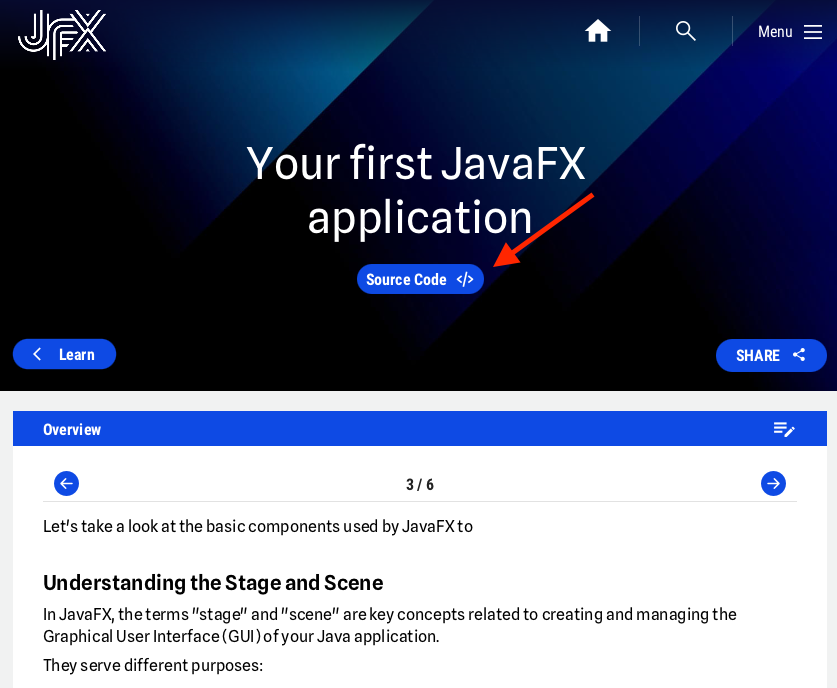 JFX
Menu
Your first JavaFX
application
Source Code </>
Learn
SHARE
Overview
3 / 6
Let's take a look at the basic components used by JavaFX to
Understanding the Stage and Scene
In JavaFX, the terms "stage" and "scene" are key concepts related to creating and managing the
Graphical User Interface (GUI) of your Java application.
They serve different purposes: